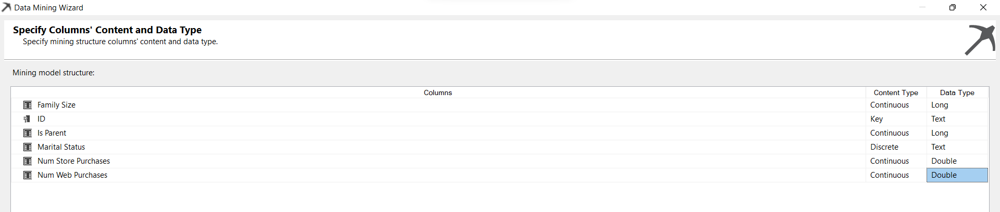 Data Mining Wizard
Specify Columns' Content and Data Type
Specify mining structure columns' content and data type.
Mining model structure:
Columns Content Type Data Type
Family Size Continuous Long
ID Key Text
Is Parent Continuous Long
Marital Status Discrete Text
Num Store Purchases Continuous Double
Num Web Purchases Continuous Double